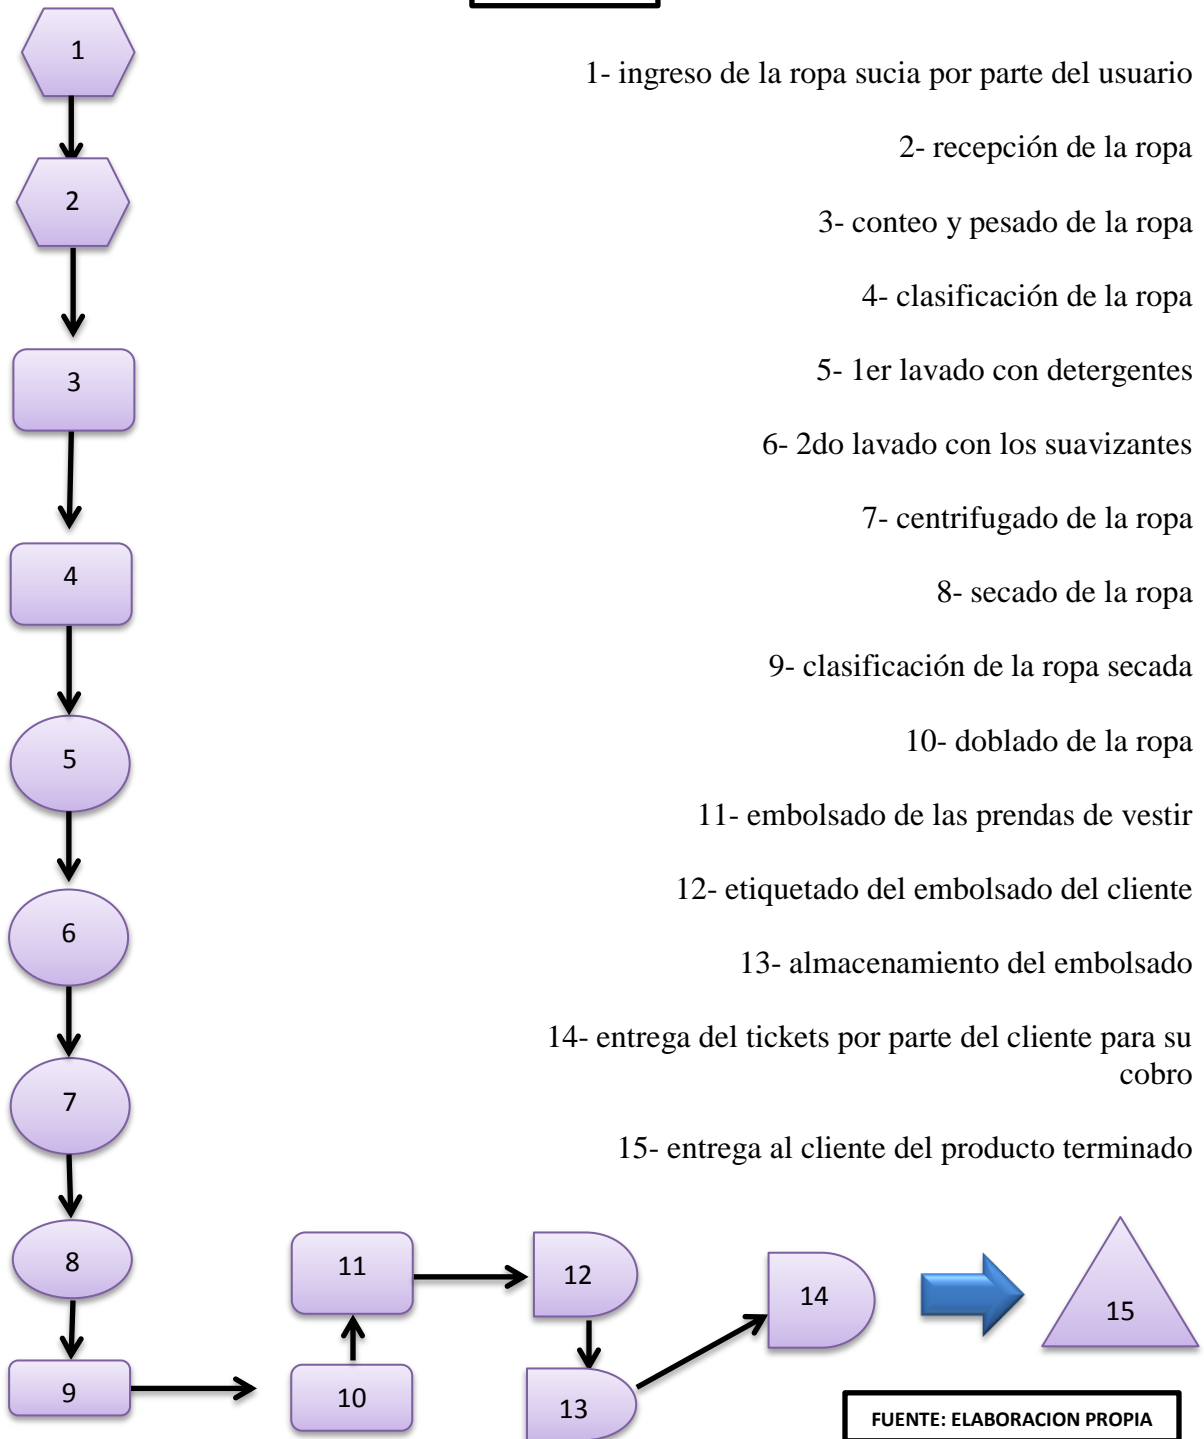 1
2
3
4
5
6
7
8
9
10
11
12
13
14
15
1- ingreso de la ropa sucia por parte del usuario
2- recepción de la ropa
3- conteo y pesado de la ropa
4- clasificación de la ropa
5- 1er lavado con detergentes
6- 2do lavado con los suavizantes
7- centrifugado de la ropa
8- secado de la ropa
9- clasificación de la ropa secada
10- doblado de la ropa
11- embolsado de las prendas de vestir
12- etiquetado del embolsado del cliente
13- almacenamiento del embolsado
14- entrega del tickets por parte del cliente para su
cobro
15- entrega al cliente del producto terminado
FUENTE: ELABORACION PROPIA